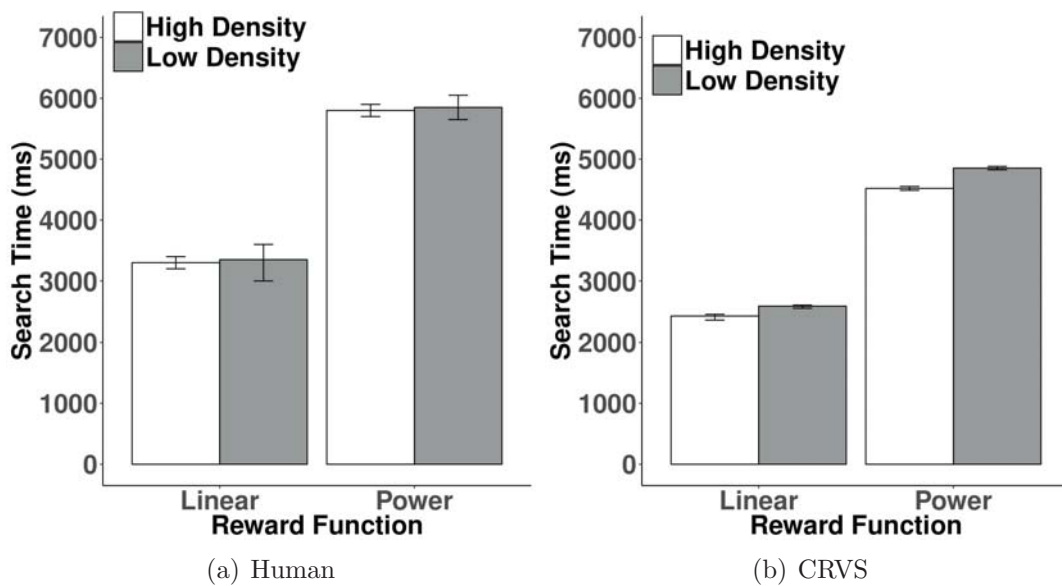 High Density
Low Density
7000
6000
5000
4000
3000
2000
1000
0
Search Time (ms)
Linear
Power
Reward Function
(a) Human
High Density
Low Density
7000
6000
5000
4000
3000
2000
1000
0
Search Time (ms)
Linear
Power
Reward Function
(b) CRVS